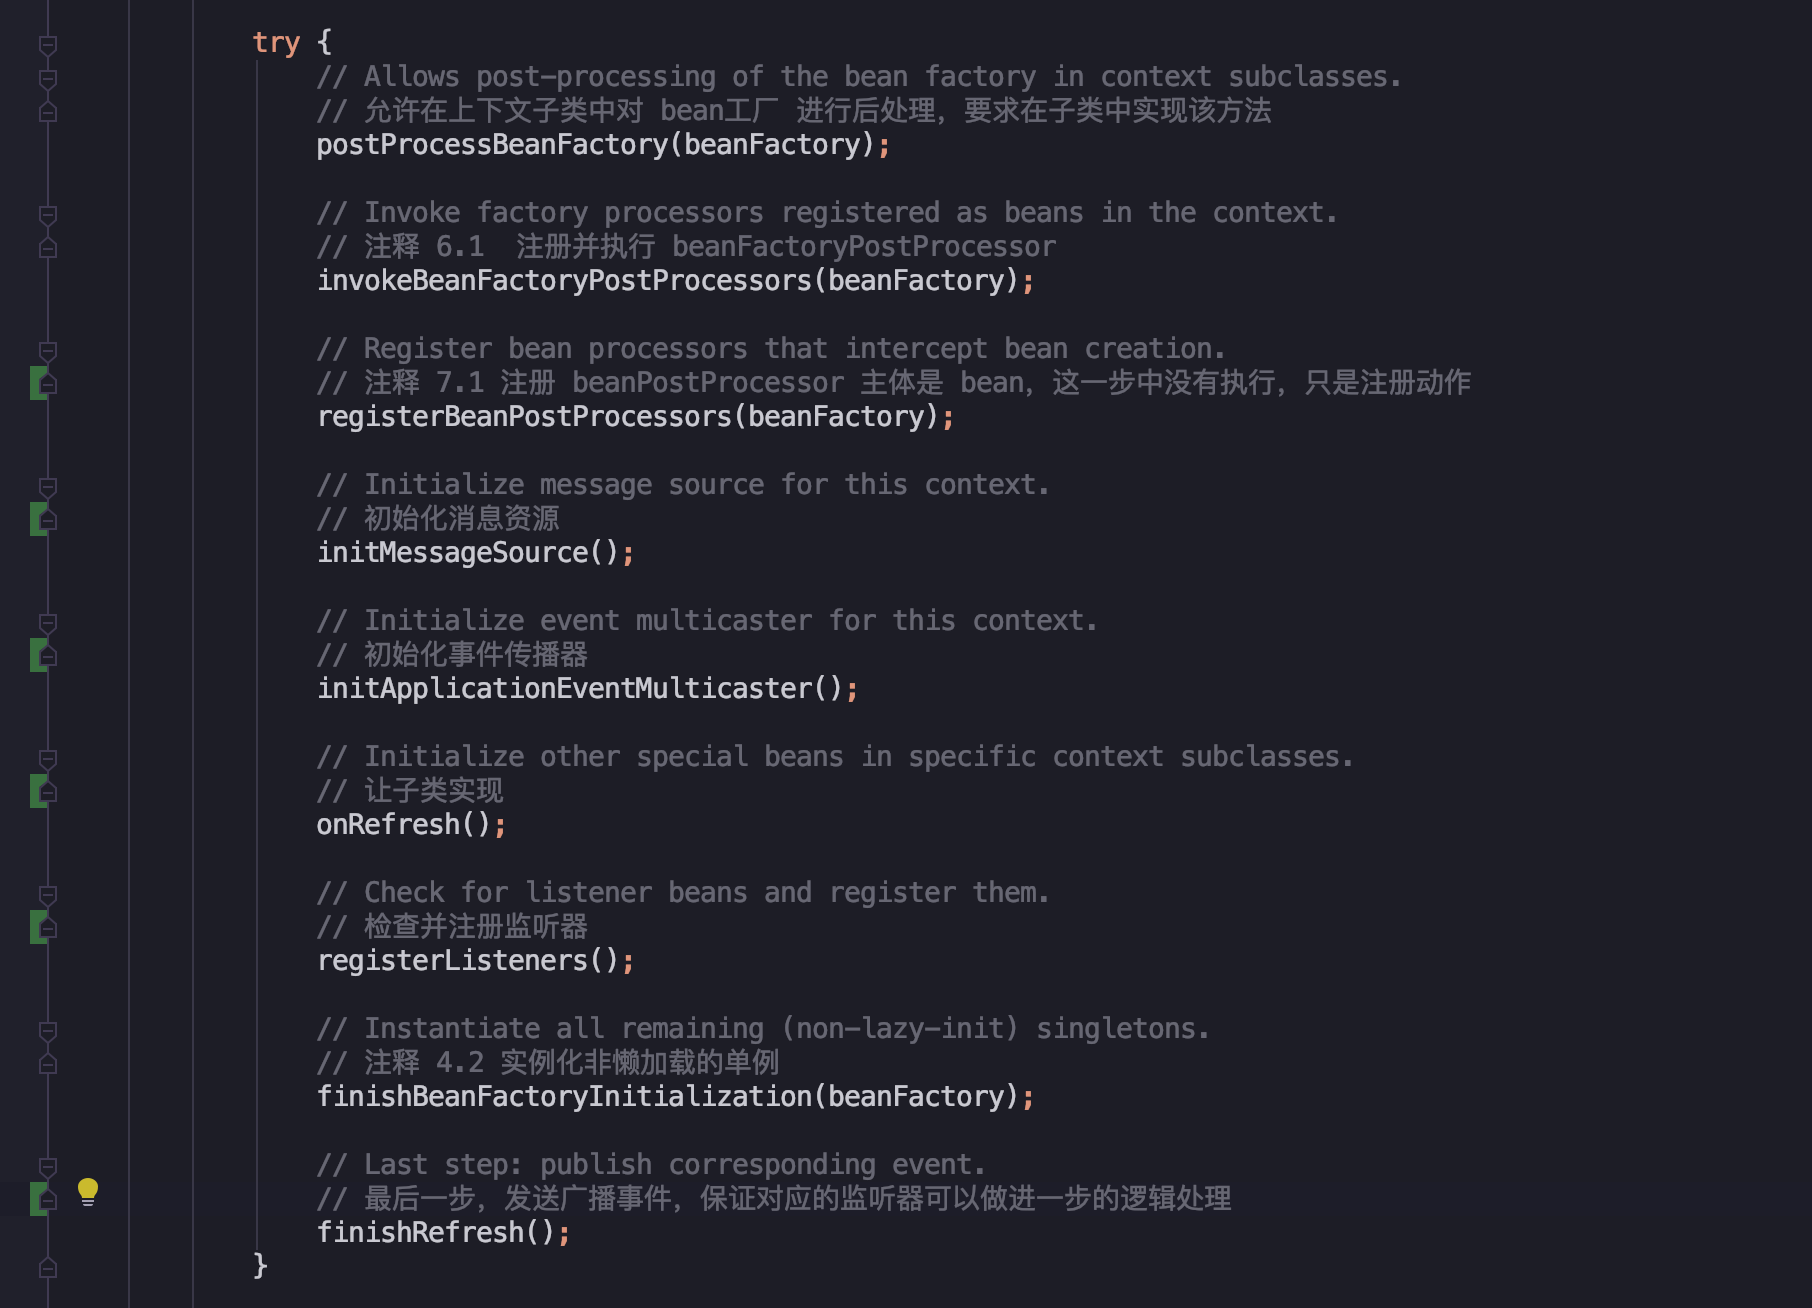 try {
// Allows post-processing of the bean factory in context subclasses.
// 允许在上下文子类中对 bean工厂 进行后处理，要求在子类中实现该方法
postProcessBeanFactory(beanFactory);
// Invoke factory processors registered as beans in the context.
// 注释 6.1  注册并执行 beanFactoryPostProcessor
invokeBeanFactoryPostProcessors(beanFactory);
// Register bean processors that intercept bean creation.
// 注释 7.1 注册 beanPostProcessor 主体是 bean，这一步中没有执行，只是注册动作
registerBeanPostProcessors(beanFactory);
// Initialize message source for this context.
// 初始化消息资源
initMessageSource();
// Initialize event multicaster for this context.
// 初始化事件传播器
initApplicationEventMulticaster();
// Initialize other special beans in specific context subclasses.
// 让子类实现
onRefresh();
// Check for listener beans and register them.
// 检查并注册监听器
registerListeners();
// Instantiate all remaining (non-lazy-init) singletons.
// 注释 4.2 实例化非懒加载的单例
finishBeanFactoryInitialization(beanFactory);
// Last step: publish corresponding event.
// 最后一步，发送广播事件，保证对应的监听器可以做进一步的逻辑处理
finishRefresh();
}